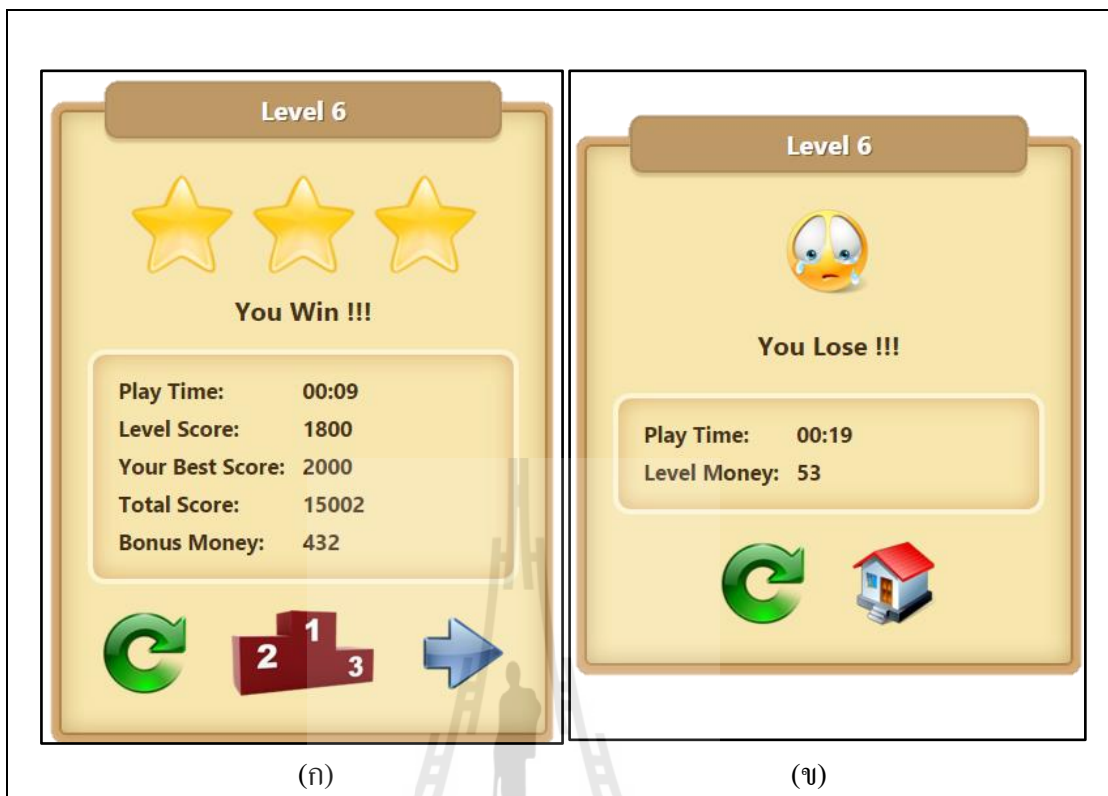 Level 6
You Win !!!
Play Time: 00:09
Level Score: 1800
Your Best Score: 2000
Total Score: 15002
Bonus Money: 432
1
2
3
(ก)
Level 6
You Lose !!!
Play Time: 00:19
Level Money: 53
(ข)